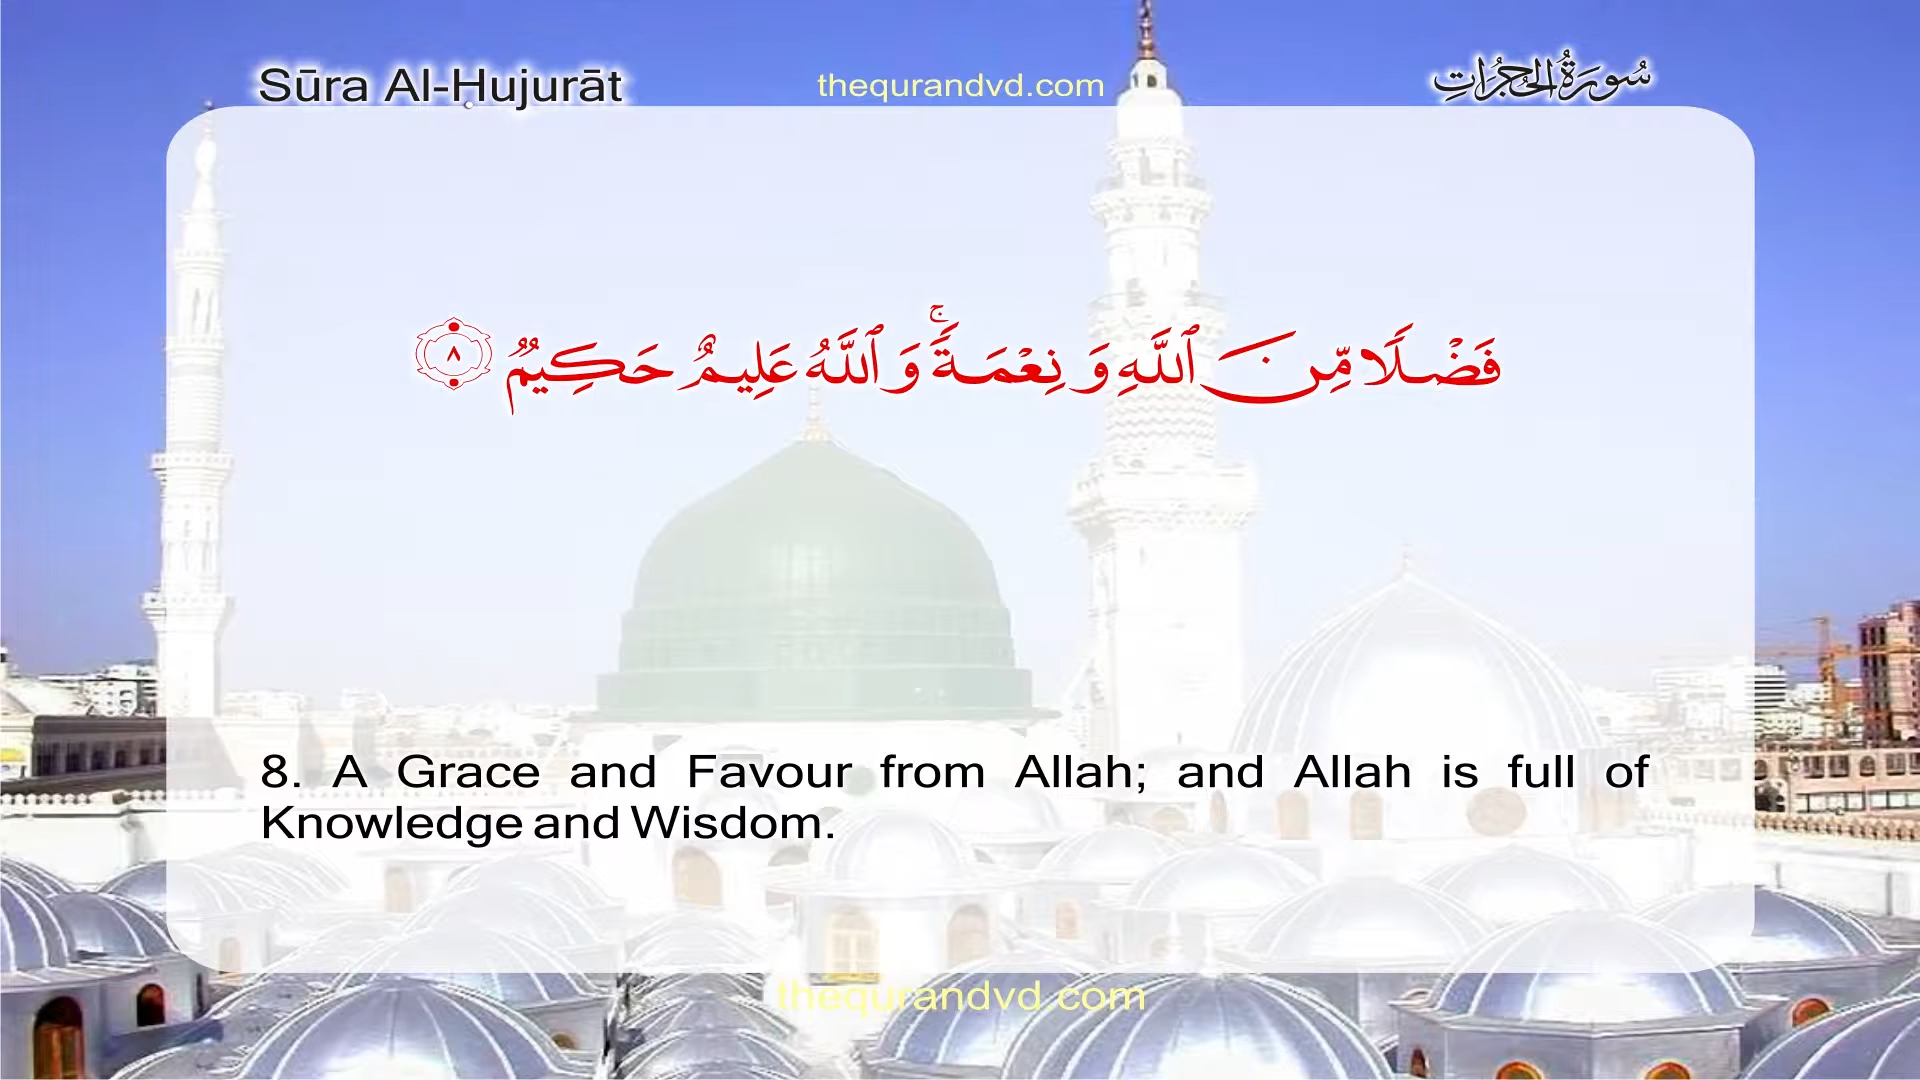 Sūra Al-Ḥujurāt
thequrandvd.com
سُورَةُ الحُجُرَاتِ
فَضْلًا مِّنَ ٱللَّهِ وَنِعْمَةً ۚ وَٱللَّهُ عَلِيمٌ حَكِيمٌ ٨
8. A Grace and Favour from Allah; and Allah is full of
Knowledge and Wisdom.
thequrandvd.com